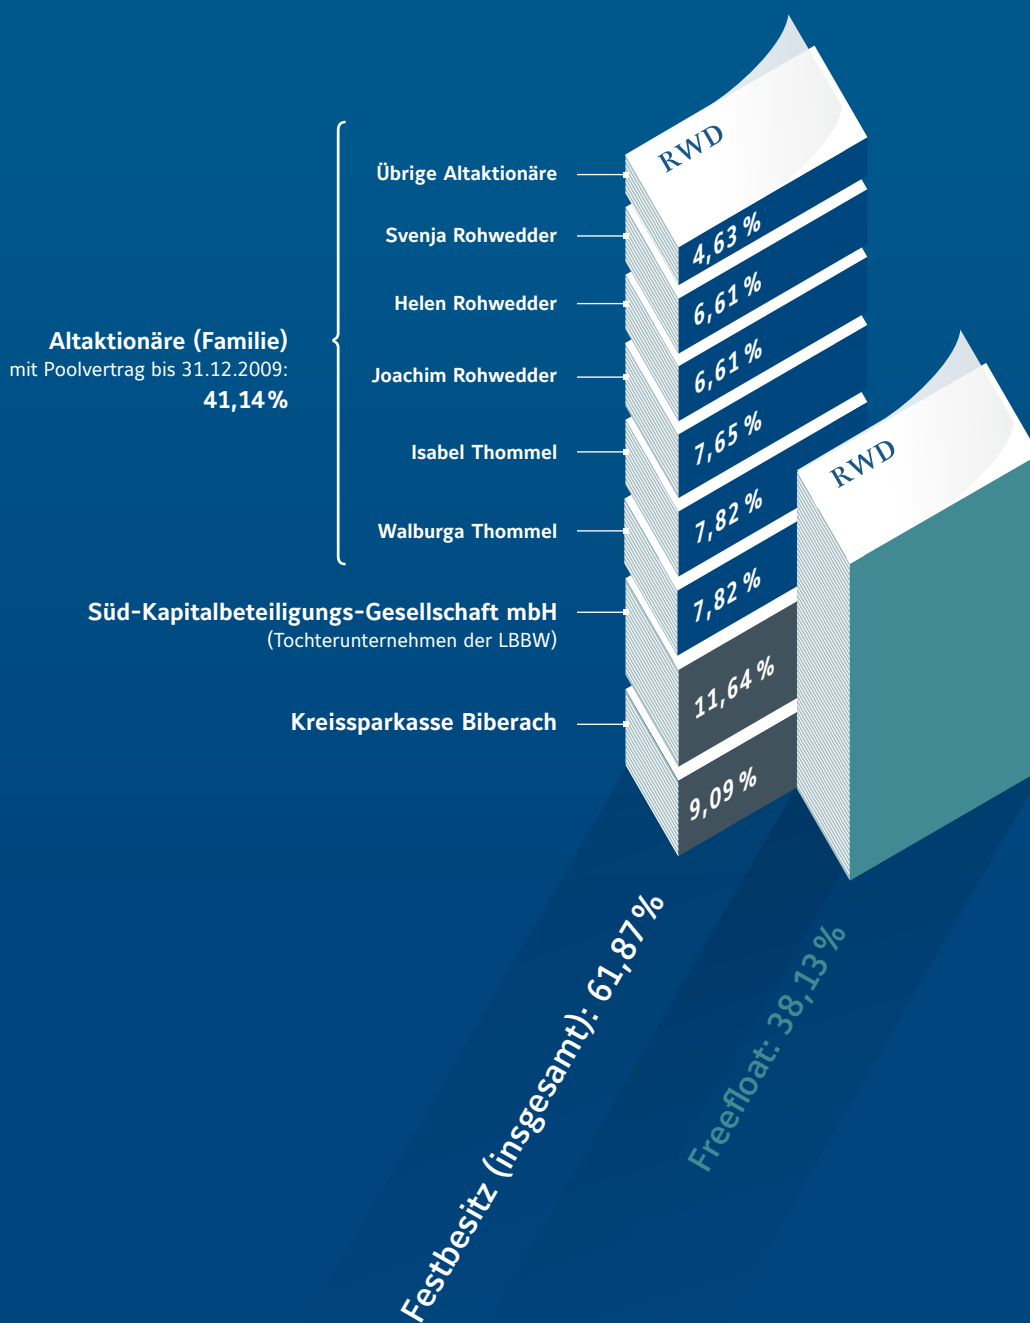 RWD
Übrige Altaktionäre
4,63 %
Svenja Rohwedder
6,61 %
Helen Rohwedder
6,61 %
Altaktionäre (Familie)
mit Poolvertrag bis 31.12.2009:
41,14 %
Joachim Rohwedder
7,65 %
Isabel Thommel
7,82 %
Walburga Thommel
7,82 %
Süd-Kapitalbeteiligungs-Gesellschaft mbH
(Tochterunternehmen der LBBW)
11,64 %
Kreissparkasse Biberach
9,09 %
RWD
Festbesitz (insgesamt): 61,87 %
Freefloat: 38,13 %